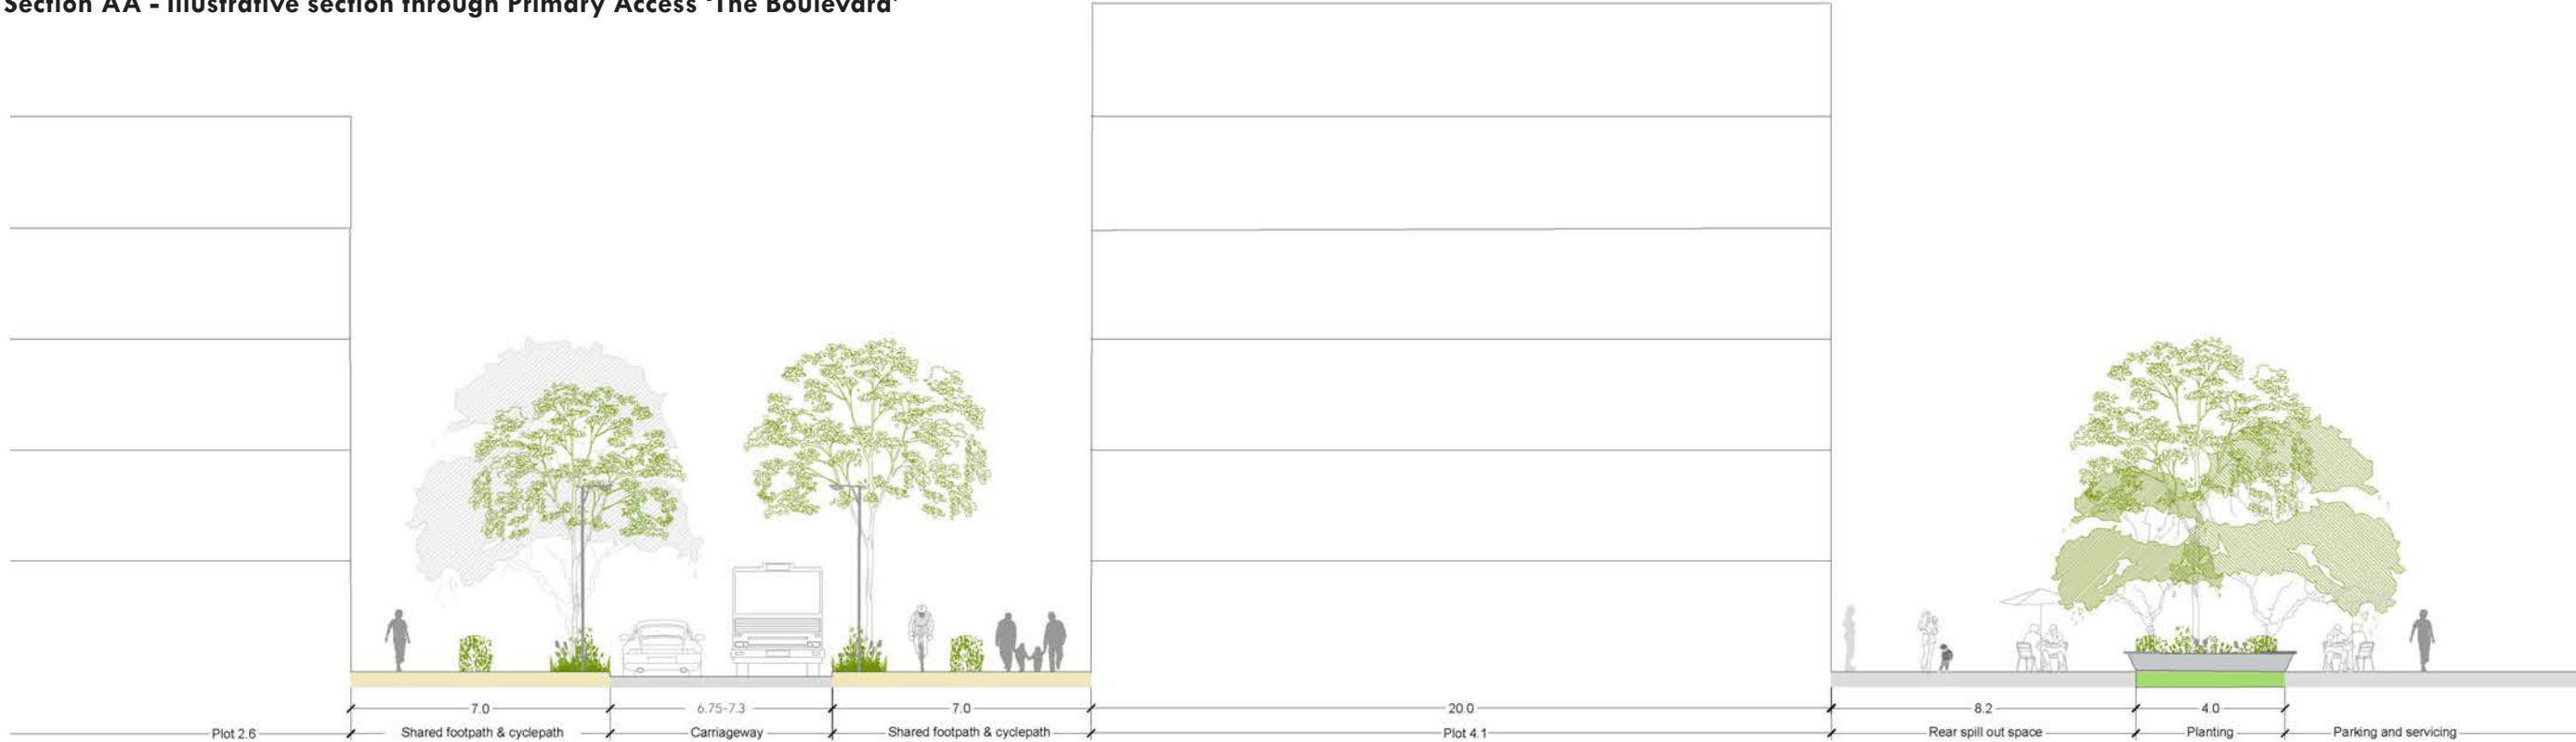 Section AA - Illustrative section through Primary Access 'The Boulevard'
7.0 6.75-7.3 7.0 20.0 8.2 4.0
Plot 2.6 Shared footpath & cyclepath Carriageway Shared footpath & cyclepath Plot 4.1 Rear spill out space Planting Parking and servicing